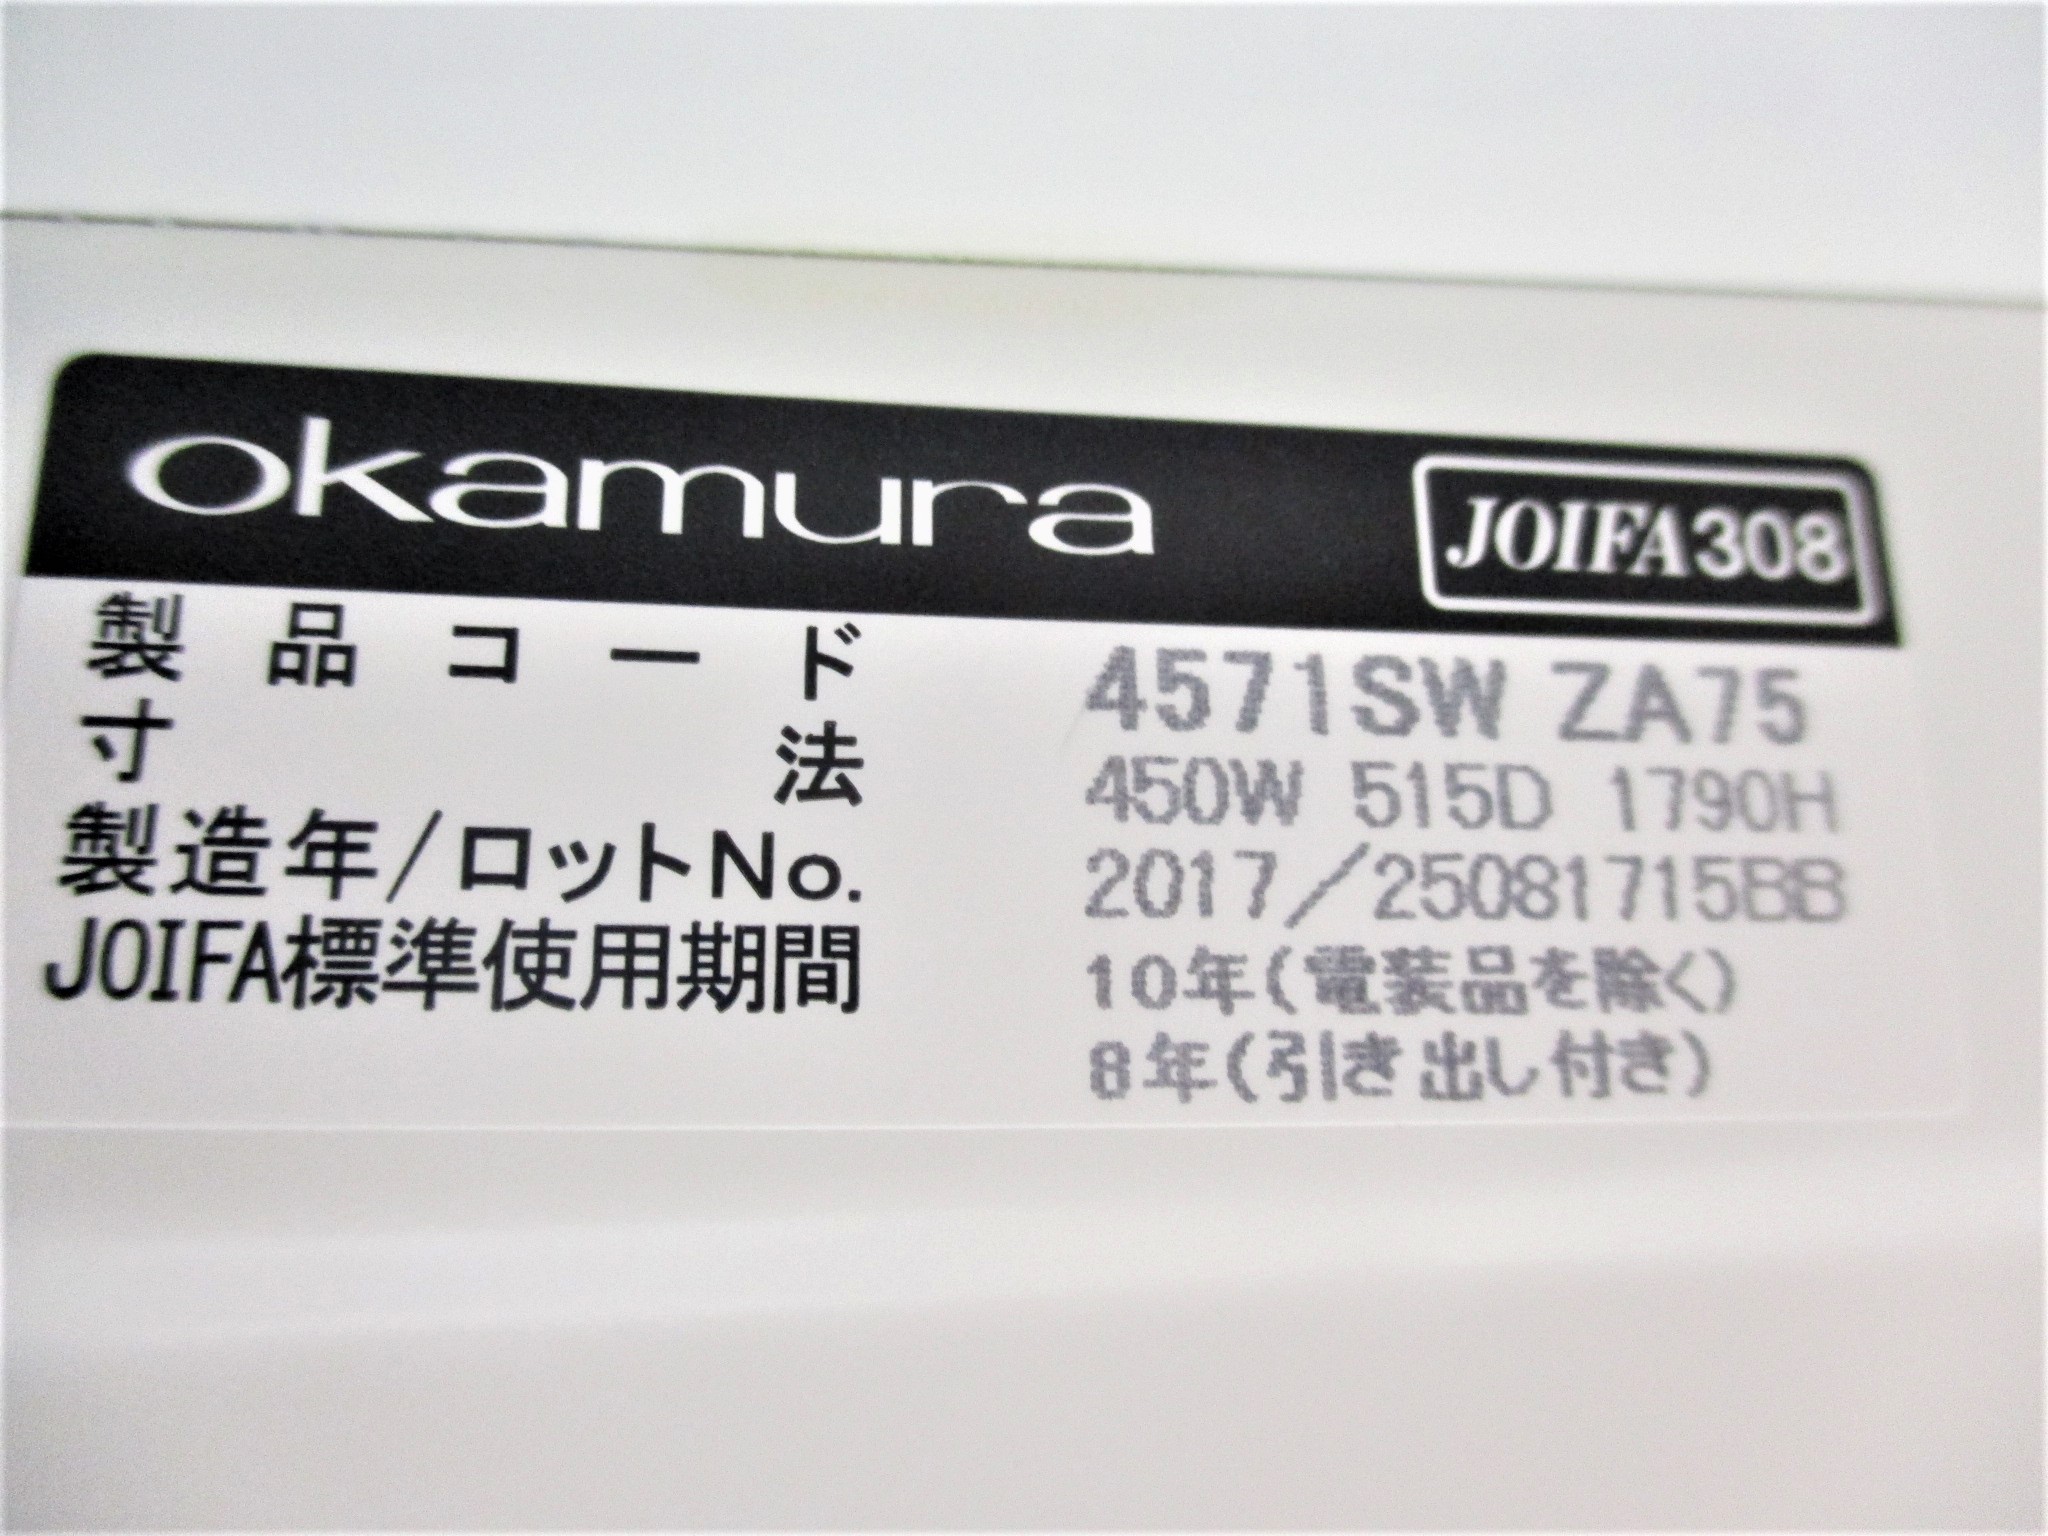 okamura JOIFA308
製品コード 4571SW ZA75
寸法 450W 515D 1790H
製造年/ロットNo. 2017/25081715BB
JOIFA標準使用期間 10年(電装品を除く)
8年(引き出し付き)